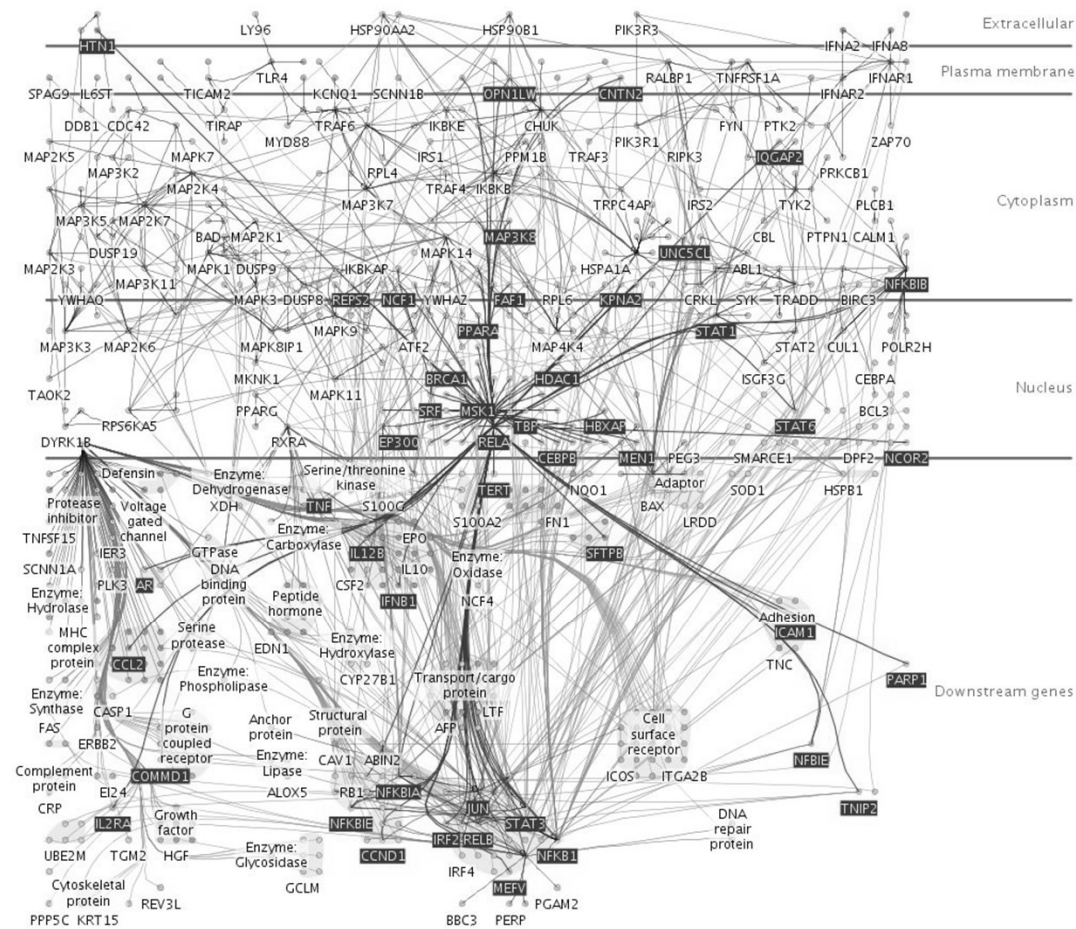 Extracellular
LY96 HSP90AA2 HSP90B1 PIK3R3
HTN1 IFNA2 IFNA8
Plasma membrane
TLR4 RALBP1 TNFRSF1A IFNAR1
SPAG9 IL6ST TICAM2 KCNQ1 SCNN1B OPN1LW CNTN2 IFNAR2
DDB1 CDC42 TIRAP TRAF6 IKBKE CHUK FYN PTK2
MYD88 PIK3R1 ZAP70
MAP2K5 MAPK7 IRS1 PPM1B TRAF3 RIPK3 IQGAP2
MAP3K2 RPL4 PRKCB1
MAP2K4 TRAF4 IKBKB
Cytoplasm
MAP3K7 TRPC4AP IRS2 TYK2 PLCB1
MAP3K5 MAP2K7
BAD MAP2K1 MAP3K8 CBL PTPN1 CALM1
DUSP19 MAPK14 UNC5CL
MAP2K3 MAPK1 DUSP9 IKBKAP HSPA1A ABL1
MAP3K11 NFKBIB
YWHAQ MAPK3 DUSP8 REPS2 NCF1 YWHAZ FAF1 RPL6 KPNA2 CRKL SYK TRADD BIRC3
MAPK9 PPARA STAT1
MAP3K3 MAP2K6 MAPK8IP1 ATF2 MAP4K4 STAT2 CUL1 POLR2H
MKNK1 BRCA1 HDAC1 ISGF3G CEBPA
Nucleus
TAOK2 MAPK11
PPARG SRF MSK1 BCL3
RPS6KA5 TBP HBXAP STAT6
DYRK1B RXRA EP300 RELA
CEBPB MEN1 PEG3 SMARCE1 DPF2 NCOR2
Defensin Enzyme:
Dehydrogenase
Serine/threonine
kinase
Adaptor
TERT NQO1 SOD1 HSPB1
Protease
inhibitor
Voltage
gated
channel
XDH TNF S100G BAX
S100A2 FN1 LRDD
TNFSF15 Enzyme:
Carboxylase
EPO
IER3 GTPase IL12B SFTPB
SCNN1A DNA
binding
protein
IL10 Enzyme:
Oxidase
PLK3 AR CSF2
Enzyme:
Hydrolase
Peptide
hormone
IFNB1 NCF4
Adhesion
ICAM1
MHC
complex
protein
Serine
protease
EDN1 Enzyme:
Hydroxylase
TNC
CCL2
Enzyme:
Phospholipase
CYP27B1 Transport/cargo
protein
PARP1
Downstream genes
Enzyme:
Synthase
CASP1 G
protein
coupled
receptor
Anchor
protein
Structural
protein
LTF Cell
surface
receptor
FAS AFP
ERBB2
Enzyme:
Lipase
CAV1 ABIN2 NFBIE
Complement
protein
COMMD1 ICOS ITGA2B
EI24 ALOX5 RB1 NFKBIA
CRP JUN TNIP2
IL2RA Growth
factor
NFKBIE STAT3 DNA
repair
protein
IRF2 RELB
UBE2M TGM2 HGF Enzyme:
Glycosidase
CCND1 NFKB1
IRF4
Cytoskeletal
protein
GCLM MEFV
REV3L PGAM2
PPP5C KRT15 BBC3 PERP